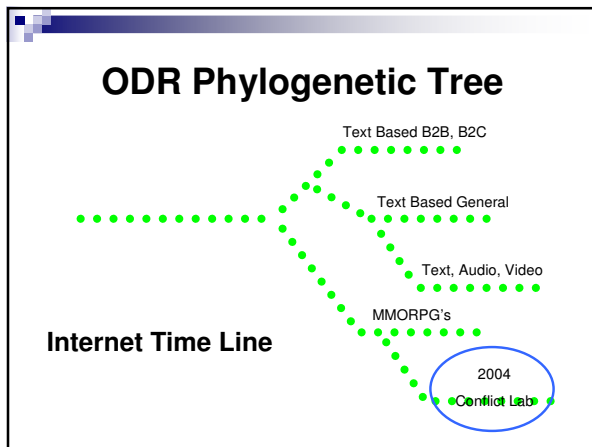 ODR Phylogenetic Tree
Text Based B2B, B2C
Text Based General
Text, Audio, Video
MMORPG's
Internet Time Line
2004
Conflict Lab